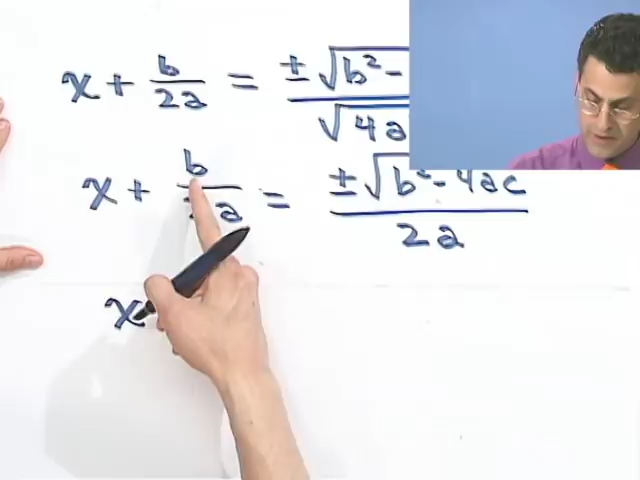 x + b/2a = ±√b² -
√4a
x + b/2a = ±√b² - 4ac / 2a
x